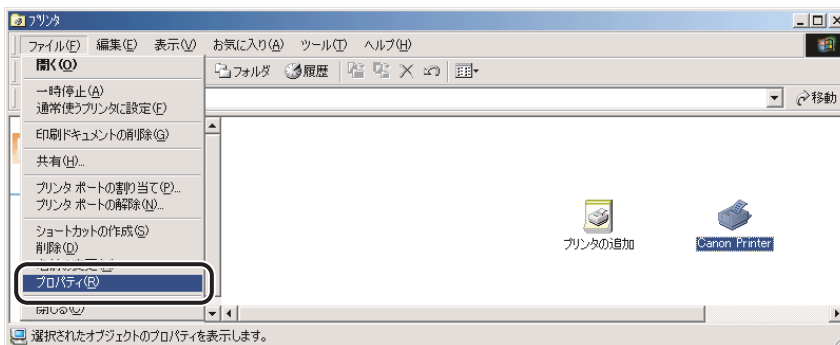 プリンタ
ファイル(F) 編集(E) 表示(V) お気に入り(A) ツール(T) ヘルプ(H)
フォルダ 履歴
移動
開く(O)
一時停止(A)
通常使うプリンタに設定(F)
印刷ドキュメントの削除(G)
共有(H)...
プリンタ ポートの割り当て(P)...
プリンタ ポートの解除(N)...
ショートカットの作成(S)
削除(D)
プロパティ(R)
閉じる(C)
プリンタの追加 Canon Printer
選択されたオブジェクトのプロパティを表示します。